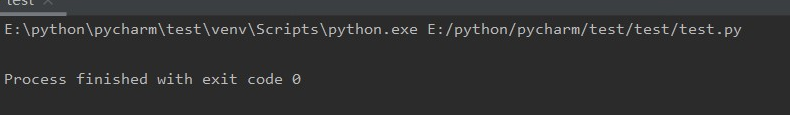 test
E:\python\pycharm\test\venv\Scripts\python.exe E:/python/pycharm/test/test/test.py
Process finished with exit code 0